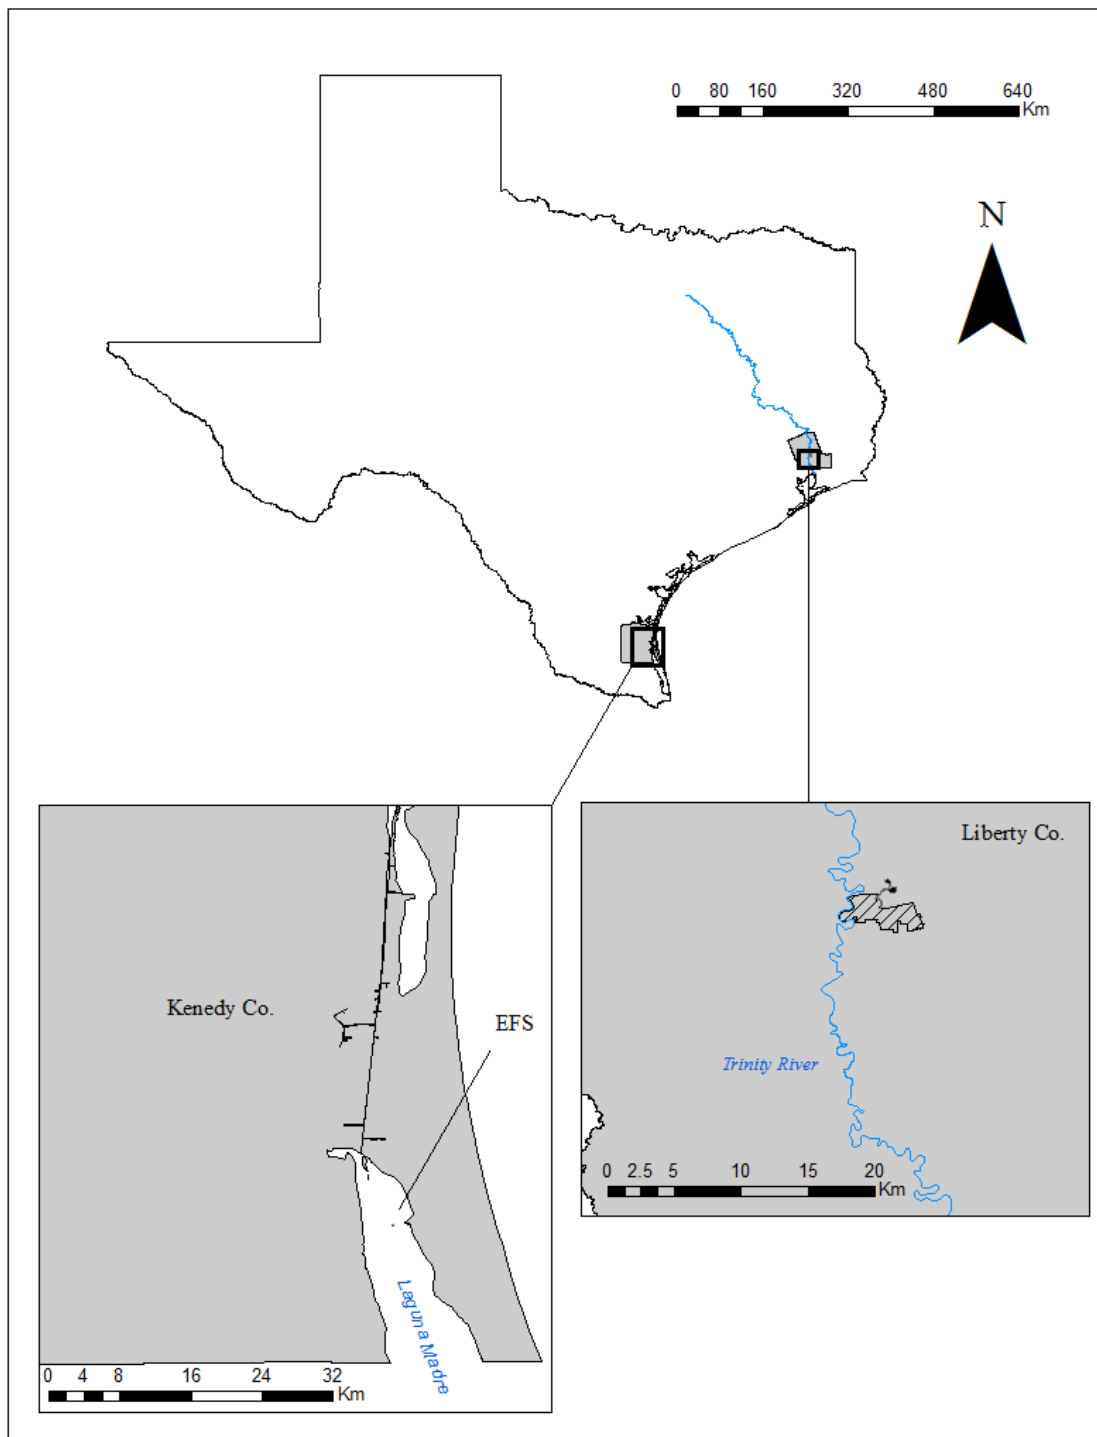 0 80 160 320 480 640
Km
N
Liberty Co.
Kenedy Co.
EFS
Trinity River
0 2.5 5 10 15 20
Km
Laguna Madre
0 4 8 16 24 32
Km